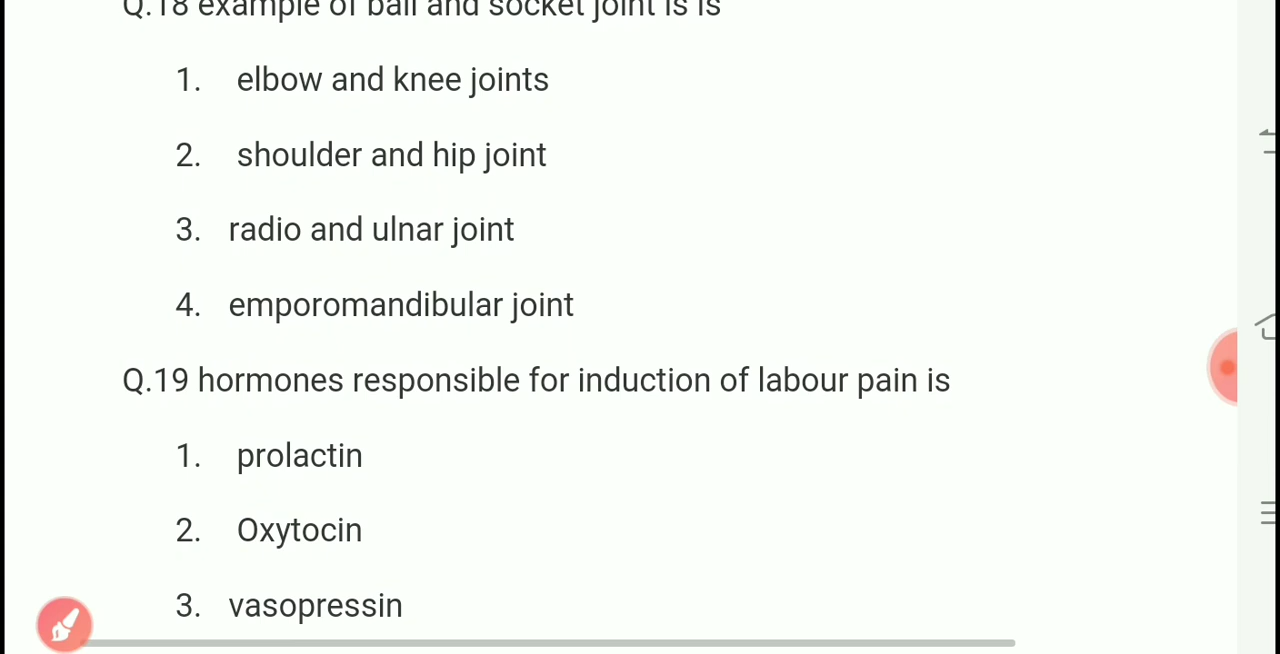 Q.18 example of ball and socket joint is is
1. elbow and knee joints
2. shoulder and hip joint
3. radio and ulnar joint
4. emporomandibular joint
Q.19 hormones responsible for induction of labour pain is
1. prolactin
2. Oxytocin
3. vasopressin